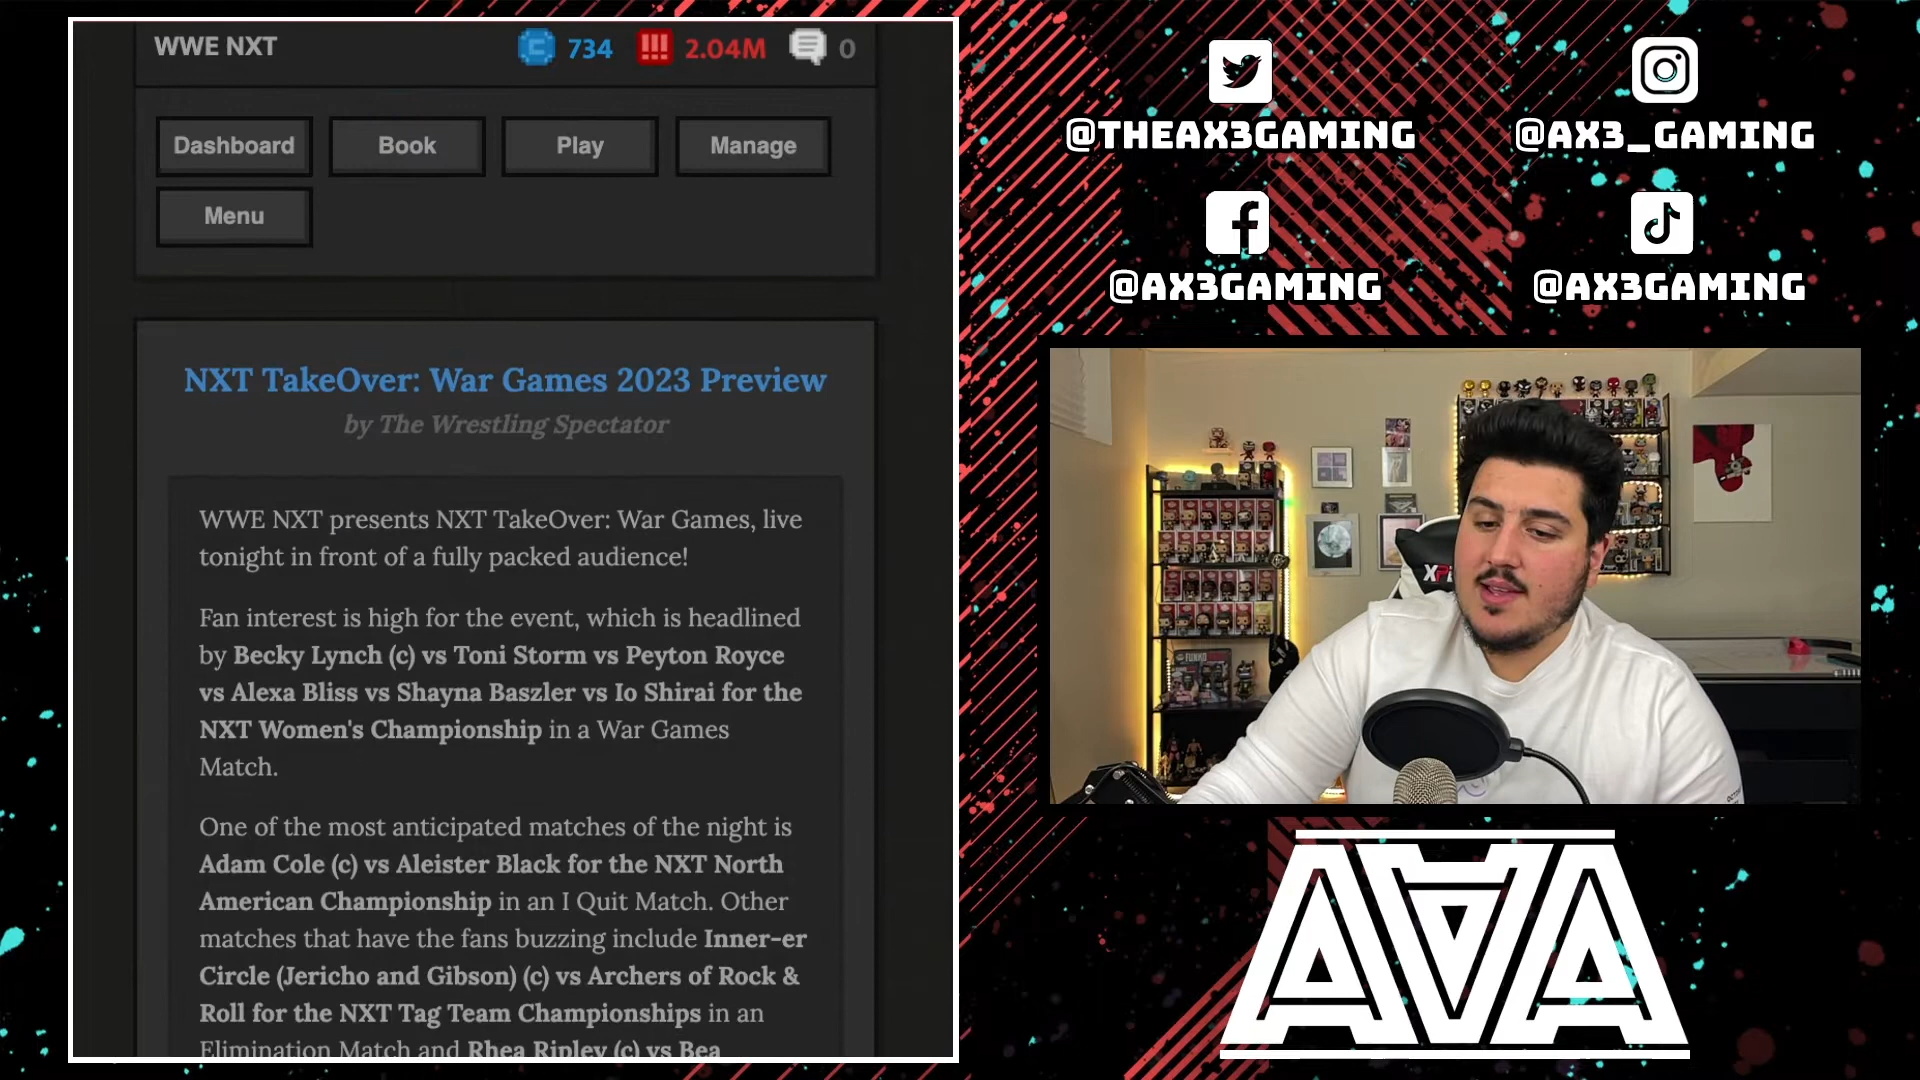 WWE NXT
734
2.04M
0
Dashboard
Book
Play
Manage
Menu
NXT TakeOver: War Games 2023 Preview
by The Wrestling Spectator
WWE NXT presents NXT TakeOver: War Games, live
tonight in front of a fully packed audience!
Fan interest is high for the event, which is headlined
by Becky Lynch (c) vs Toni Storm vs Peyton Royce
vs Alexa Bliss vs Shayna Baszler vs Io Shirai for the
NXT Women's Championship in a War Games
Match.
One of the most anticipated matches of the night is
Adam Cole (c) vs Aleister Black for the NXT North
American Championship in an I Quit Match. Other
matches that have the fans buzzing include Inner-er
Circle (Jericho and Gibson) (c) vs Archers of Rock &
Roll for the NXT Tag Team Championships in an
Elimination Match and Rhea Ripley (c) vs Bea
@THEAX3GAMING
@AX3_GAMING
@AX3GAMING
@AX3GAMING